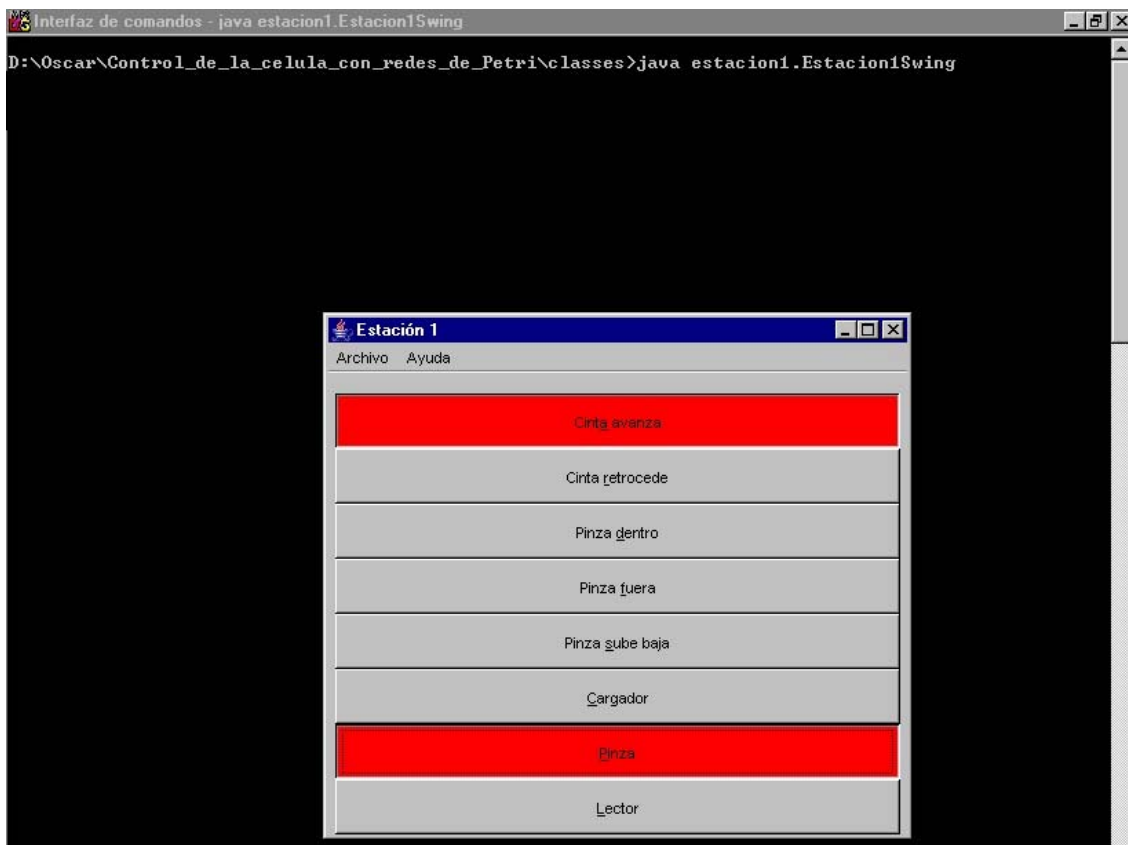 Interfaz de comandos - java estacion1.Estacion1Swing
D:\Oscar\Control_de_la_celula_con_redes_de_Petri\classes>java estacion1.Estacion1Swing
Estación 1
Archivo Ayuda
Cinta avanza
Cinta retrocede
Pinza dentro
Pinza fuera
Pinza sube baja
Cargador
Pinza
Lector